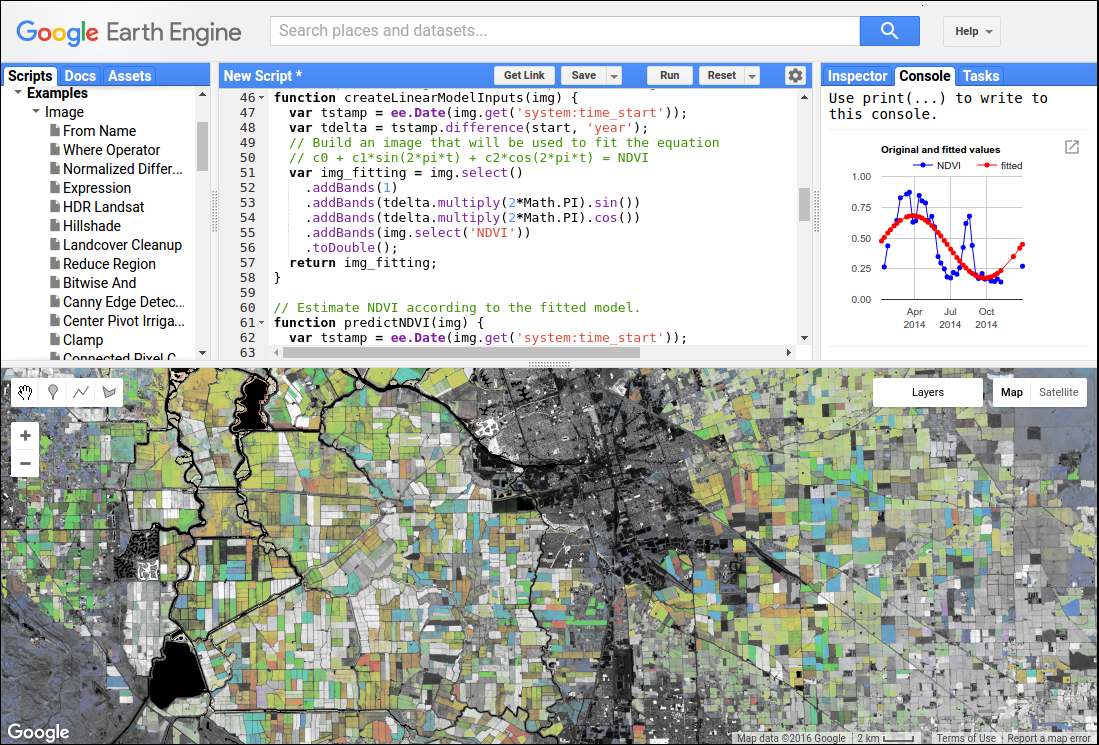 Google Earth Engine
Search places and datasets...
Help
Scripts Docs Assets
New Script *
Get Link
Save
Run
Reset
Inspector Console Tasks
Examples
Image
From Name
Where Operator
Normalized Differ...
Expression
HDR Landsat
Hillshade
Landcover Cleanup
Reduce Region
Bitwise And
Canny Edge Detec...
Center Pivot Irriga...
Clamp
Connected Pixel C
46 function createLinearModelInputs(img) {
47 var tstamp = ee.Date(img.get('system:time_start'));
48 var tdelta = tstamp.difference(start, 'year');
49 // Build an image that will be used to fit the equation
50 // c0 + c1*sin(2*pi*t) + c2*cos(2*pi*t) = NDVI
51 var img_fitting = img.select()
52 .addBands(1)
53 .addBands(tdelta.multiply(2*Math.PI).sin())
54 .addBands(tdelta.multiply(2*Math.PI).cos())
55 .addBands(img.select('NDVI'))
56 .toDouble();
57 return img_fitting;
58 }
59
60 // Estimate NDVI according to the fitted model.
61 function predictNDVI(img) {
62 var tstamp = ee.Date(img.get('system:time_start'));
63
Use print(...) to write to
this console.
Original and fitted values
NDVI fitted
1.00
0.75
0.50
0.25
0.00
Apr Jul Oct
2014 2014 2014
Layers
Map Satellite
+
−
Google
Map data ©2016 Google 2 km Terms of Use Report a map error